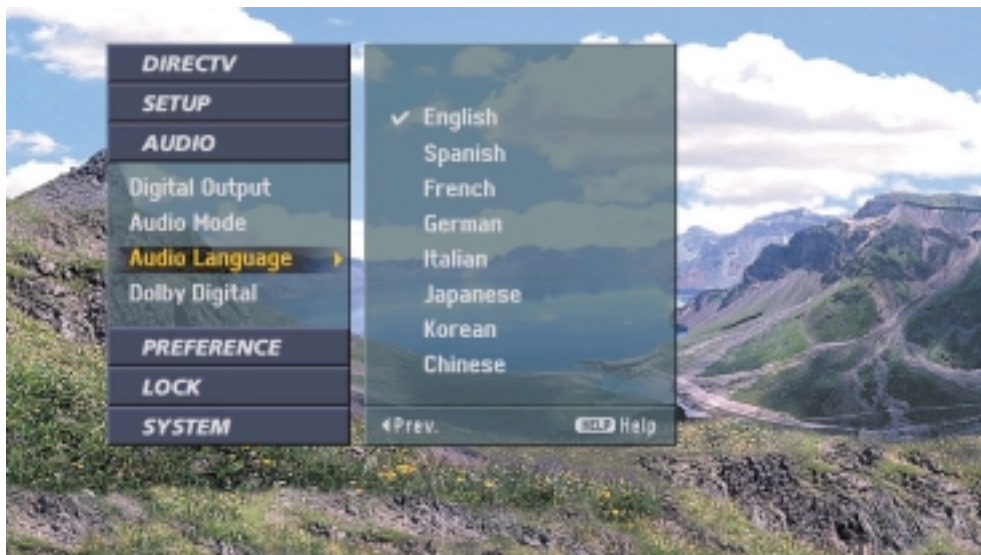 DIRECTV
SETUP
AUDIO
Digital Output
Audio Mode
Audio Language
Dolby Digital
PREFERENCE
LOCK
SYSTEM
English
Spanish
French
German
Italian
Japanese
Korean
Chinese
Prev.
HELP Help